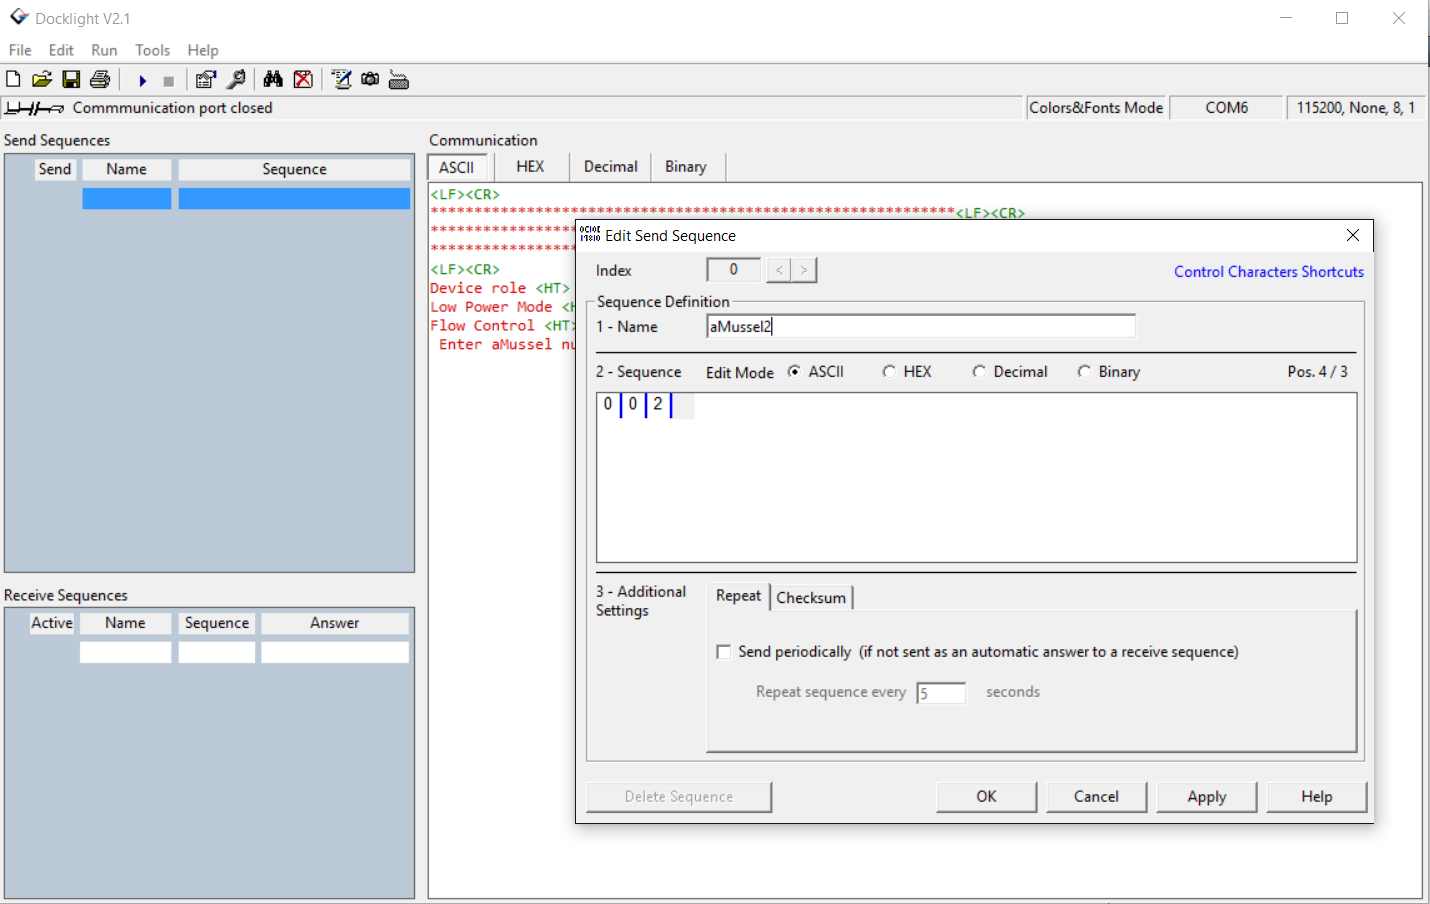 Docklight V2.1
File Edit Run Tools Help
Commmunication port closed
Colors&Fonts Mode
COM6
115200, None, 8, 1
Send Sequences
Send Name Sequence
Communication
ASCII HEX Decimal Binary
<LF><CR>
************************************************************<LF><CR>
*****************
*****************
<LF><CR>
Device role <HT>
Low Power Mode <H
Flow Control <HT>
Enter aMussel nu
Receive Sequences
Active Name Sequence Answer
Edit Send Sequence
Index 0 < >
Control Characters Shortcuts
Sequence Definition
1 - Name aMussel2
2 - Sequence Edit Mode ASCII HEX Decimal Binary Pos. 4 / 3
0 0 2
3 - Additional
Settings
Repeat Checksum
Send periodically (if not sent as an automatic answer to a receive sequence)
Repeat sequence every 5 seconds
Delete Sequence OK Cancel Apply Help